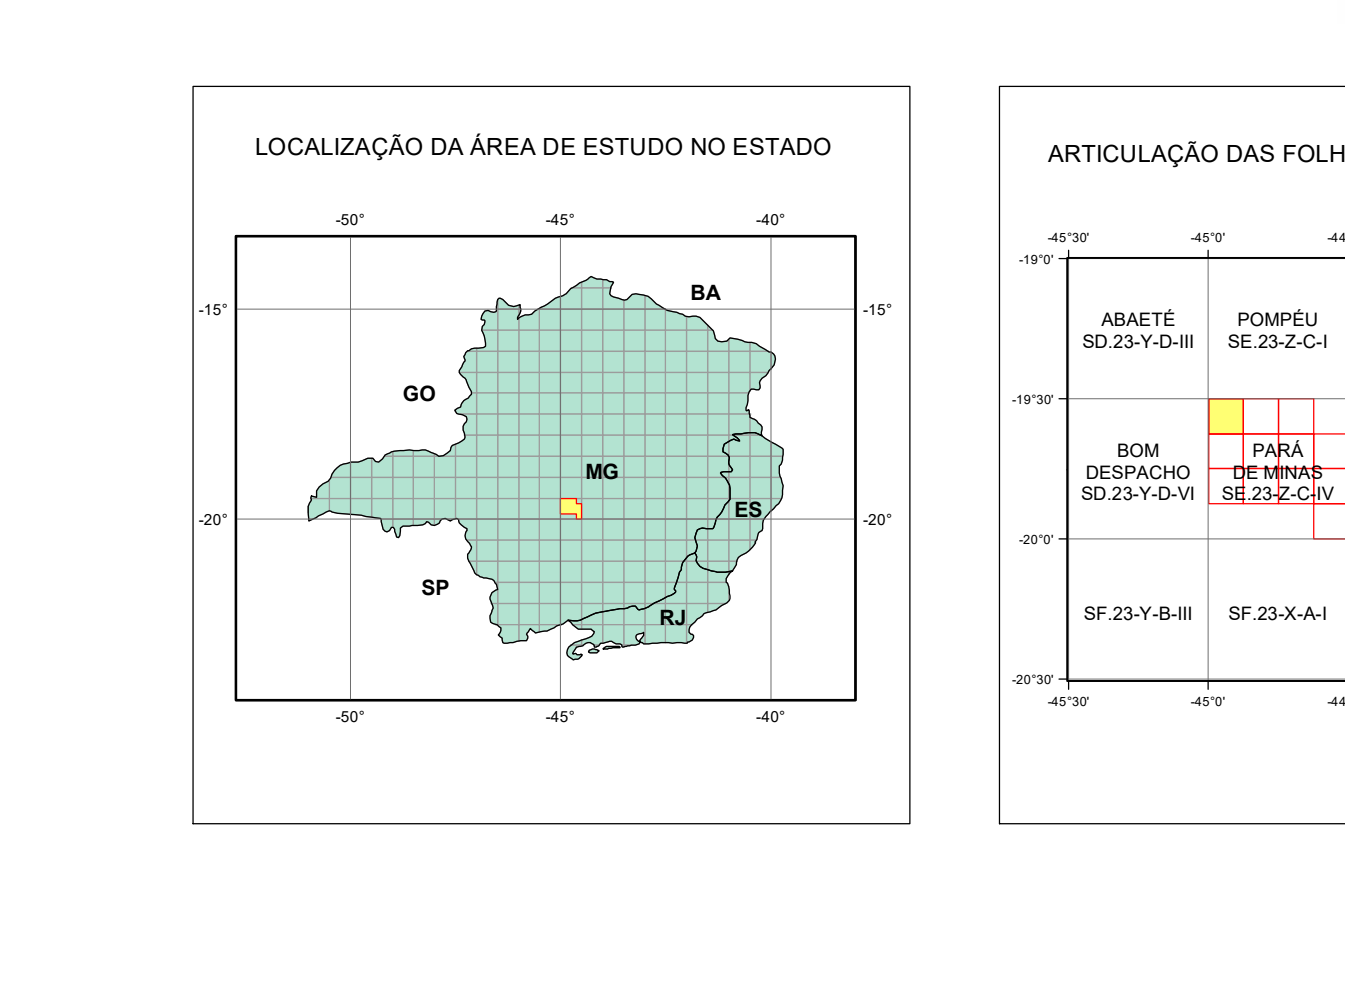 LOCALIZAÇÃO DA ÁREA DE ESTUDO NO ESTADO
-50° -45° -40°
-15° -15°
-20° -20°
BA
GO
MG
ES
SP
RJ
-50° -45° -40°
ARTICULAÇÃO DAS FOLH
-45°30' -45°0' -44
-19°0'
ABAETÉ
SD.23-Y-D-III
POMPÉU
SE.23-Z-C-I
-19°30'
BOM
DESPACHO
SD.23-Y-D-VI
PARÁ
DE MINAS
SE.23-Z-C-IV
-20°0'
SF.23-Y-B-III
SF.23-X-A-I
-20°30'
-45°30' -45°0' -44